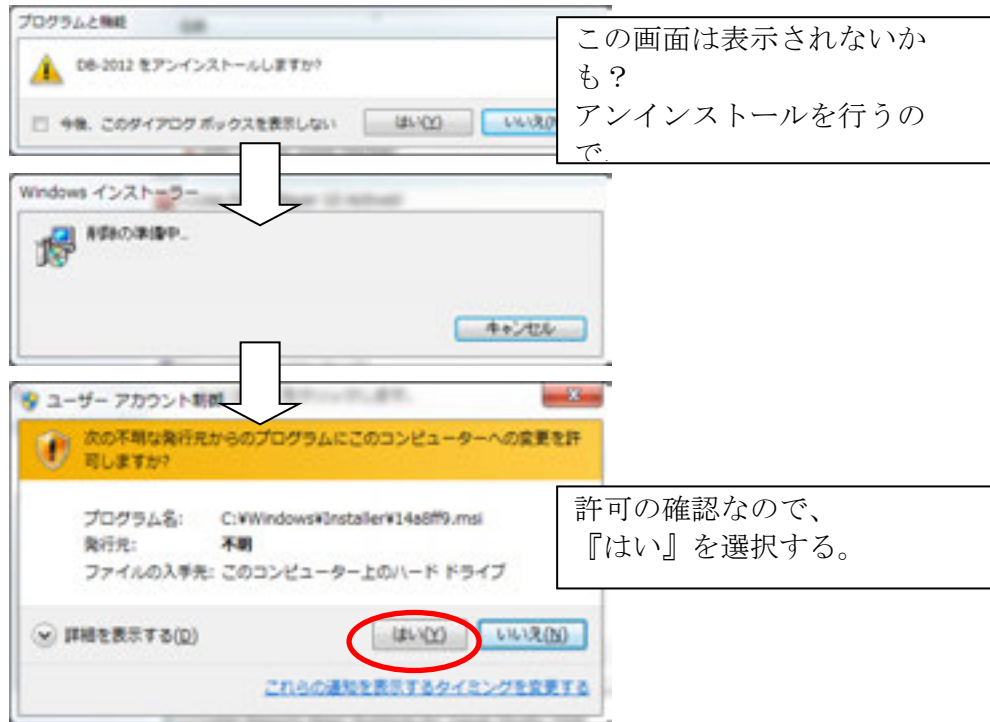 プログラムと機能
DB-2012 をアンインストールしますか?
今後、このダイアログ ボックスを表示しない
はい(Y)
いいえ(N
この画面は表示されないか
も？
アンインストールを行うの
で、
Windows インストーラー
削除の準備中...
キャンセル
ユーザー アカウント制御
次の不明な発行元からのプログラムにこのコンピューターへの変更を許
可しますか?
プログラム名: C:¥Windows¥Installer¥14a8ff9.msi
発行元: 不明
ファイルの入手先: このコンピューター上のハード ドライブ
詳細を表示する(D)
はい(Y)
いいえ(N)
これらの通知を表示するタイミングを変更する
許可の確認なので、
『はい』を選択する。